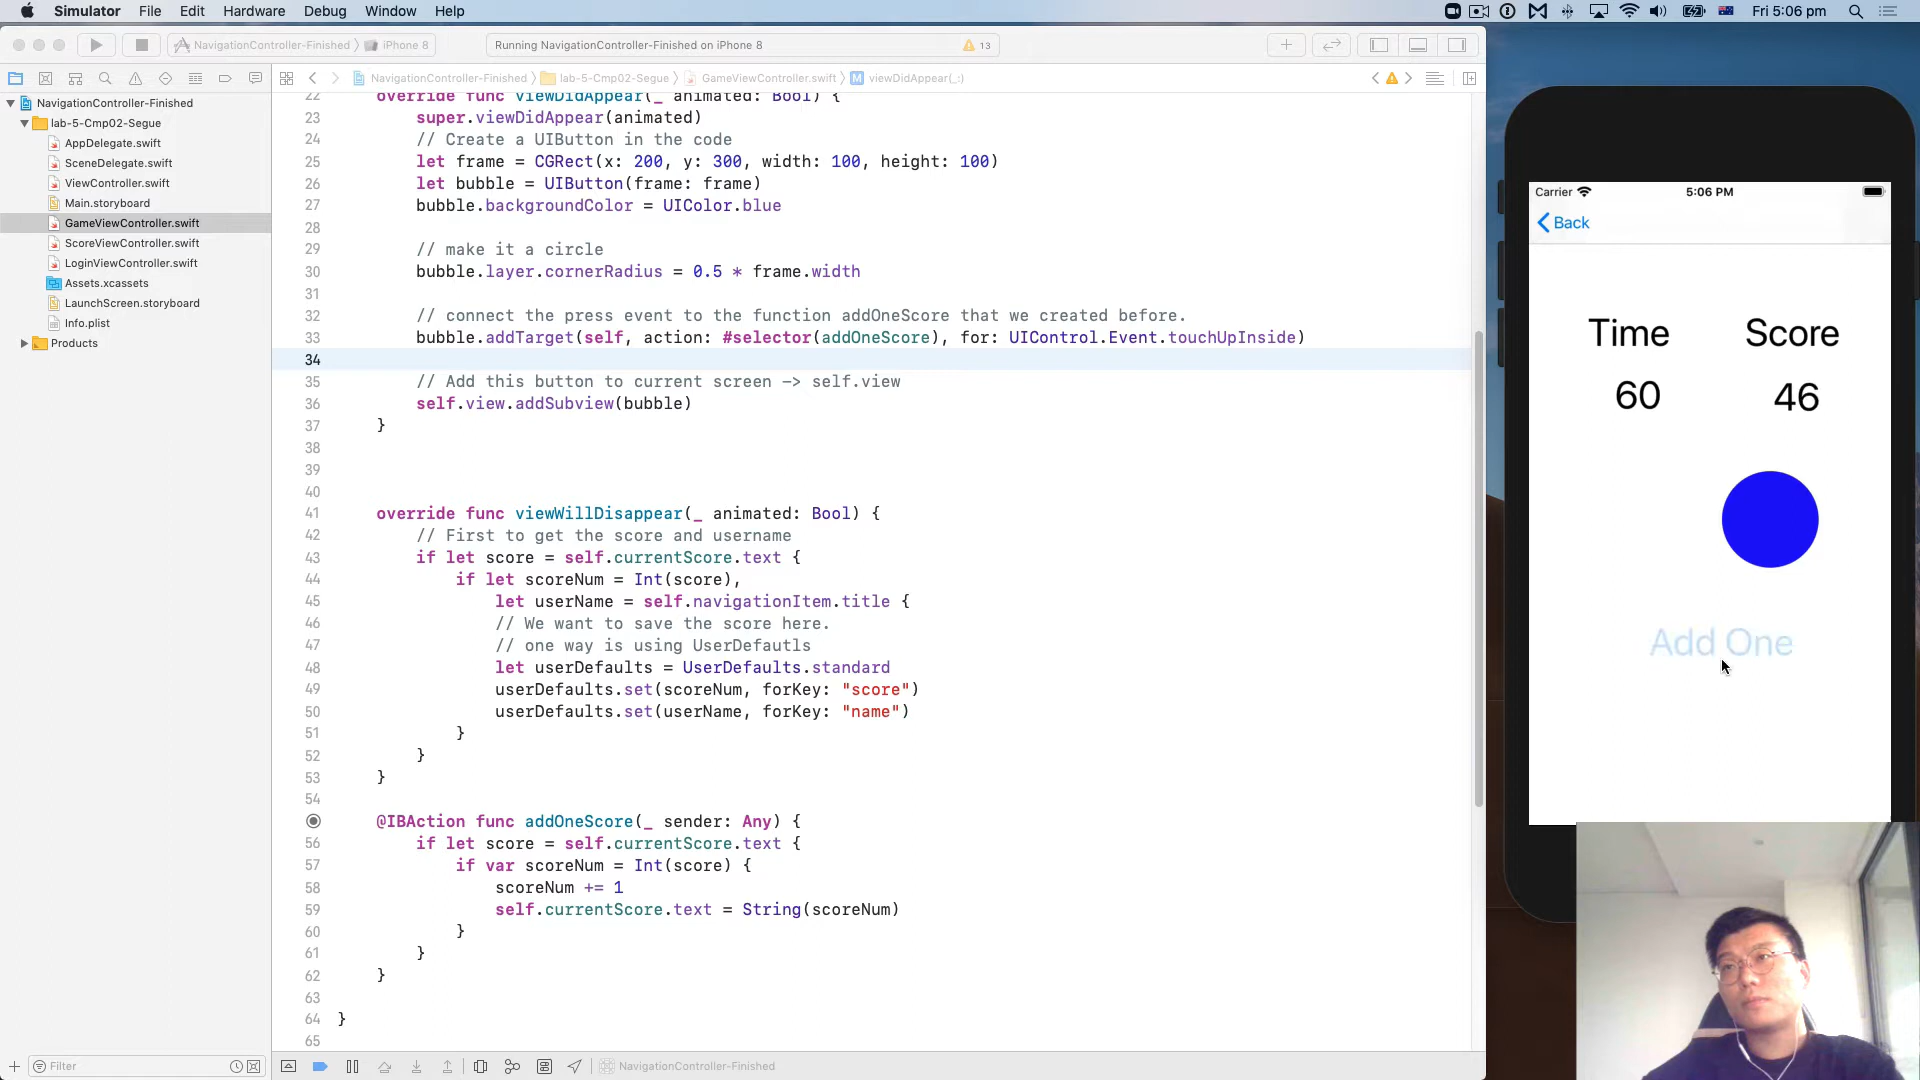 Simulator File Edit Hardware Debug Window Help Fri 5:06 pm
NavigationController-Finished iPhone 8 Running NavigationController-Finished on iPhone 8 13
NavigationController-Finished lab-5-Cmp02-Segue GameViewController.swift M viewDidAppear(_:)
NavigationController-Finished
lab-5-Cmp02-Segue
AppDelegate.swift
SceneDelegate.swift
ViewController.swift
Main.storyboard
GameViewController.swift
ScoreViewController.swift
LoginViewController.swift
Assets.xcassets
LaunchScreen.storyboard
Info.plist
Products
Filter
22 override func viewDidAppear(_ animated: Bool) {
23 super.viewDidAppear(animated)
24 // Create a UIButton in the code
25 let frame = CGRect(x: 200, y: 300, width: 100, height: 100)
26 let bubble = UIButton(frame: frame)
27 bubble.backgroundColor = UIColor.blue
28
29 // make it a circle
30 bubble.layer.cornerRadius = 0.5 * frame.width
31
32 // connect the press event to the function addOneScore that we created before.
33 bubble.addTarget(self, action: #selector(addOneScore), for: UIControl.Event.touchUpInside)
34
35 // Add this button to current screen -> self.view
36 self.view.addSubview(bubble)
37 }
38
39
40
41 override func viewWillDisappear(_ animated: Bool) {
42 // First to get the score and username
43 if let score = self.currentScore.text {
44 if let scoreNum = Int(score),
45 let userName = self.navigationItem.title {
46 // We want to save the score here.
47 // one way is using UserDefautls
48 let userDefaults = UserDefaults.standard
49 userDefaults.set(scoreNum, forKey: "score")
50 userDefaults.set(userName, forKey: "name")
51 }
52 }
53 }
54
@IBAction func addOneScore(_ sender: Any) {
56 if let score = self.currentScore.text {
57 if var scoreNum = Int(score) {
58 scoreNum += 1
59 self.currentScore.text = String(scoreNum)
60 }
61 }
62 }
63
64 }
65
NavigationController-Finished
Carrier 5:06 PM
Back
Time Score
60 46
Add One